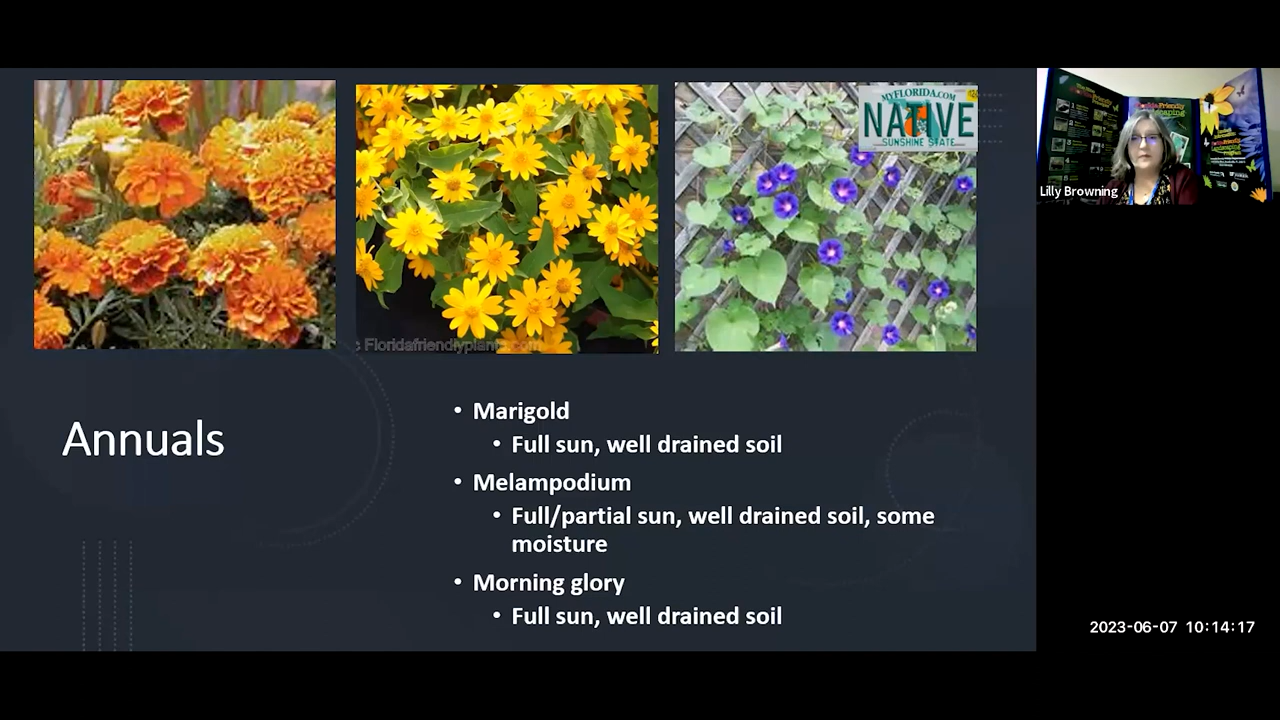 MYFLORIDA.COM
NATIVE
SUNSHINE STATE
Floridafriendlyplants.com
Annuals
• Marigold
• Full sun, well drained soil
• Melampodium
• Full/partial sun, well drained soil, some
moisture
• Morning glory
• Full sun, well drained soil
Lilly Browning
2023-06-07 10:14:17